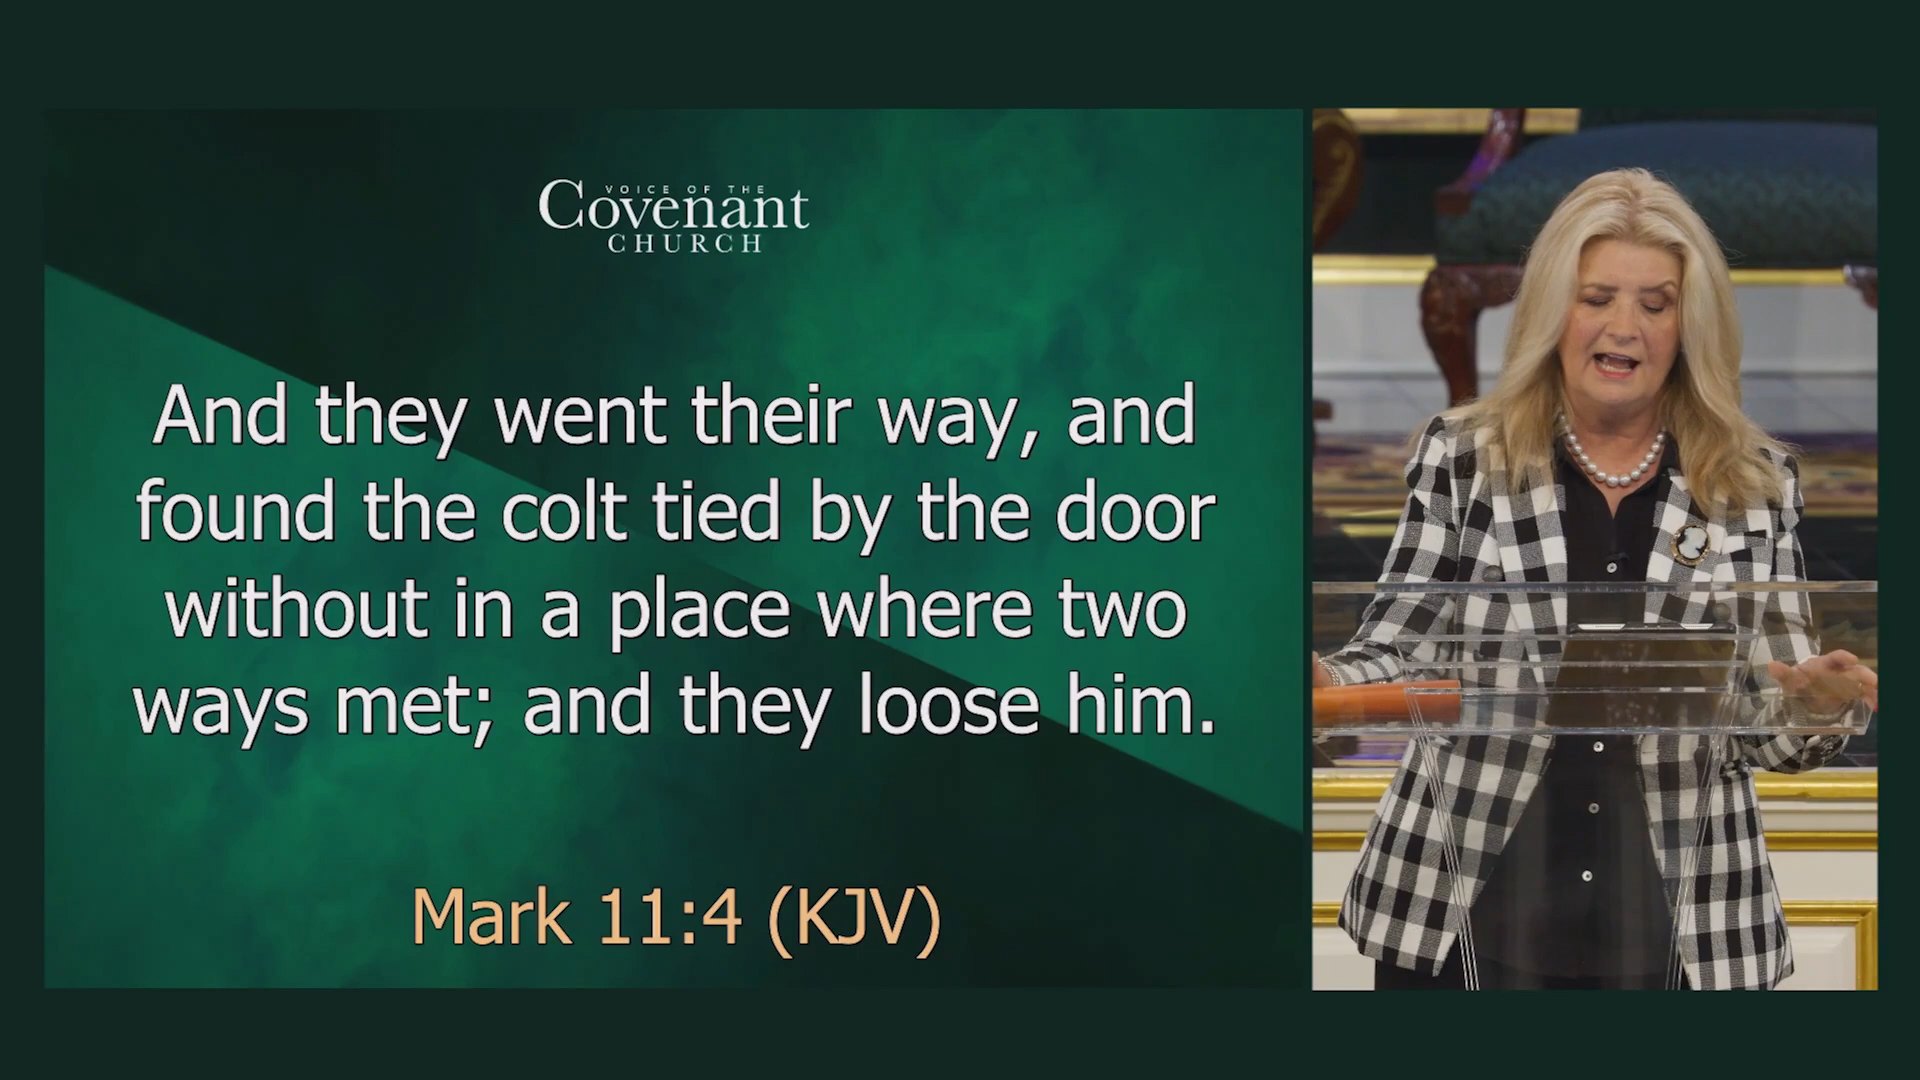 VOICE OF THE
Covenant
CHURCH
And they went their way, and
found the colt tied by the door
without in a place where two
ways met; and they loose him.
Mark 11:4 (KJV)